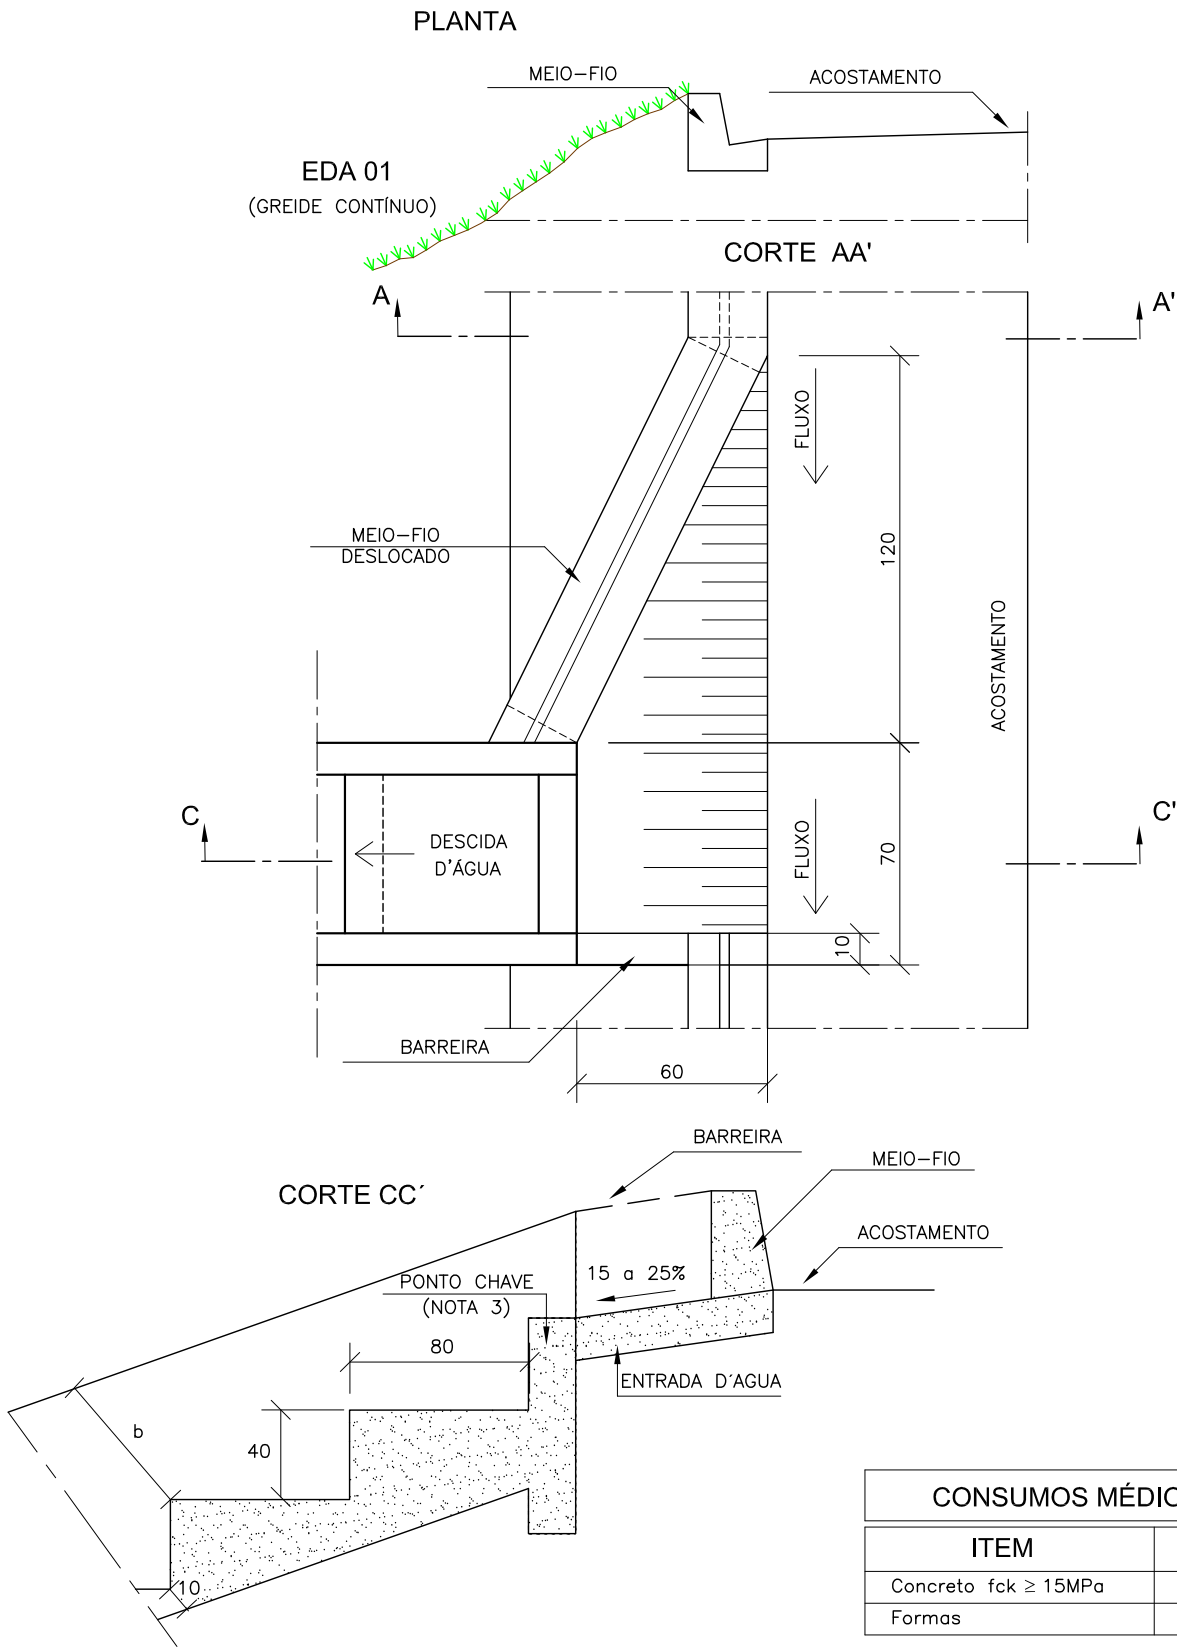 PLANTA
MEIO-FIO
ACOSTAMENTO
EDA 01
(GREIDE CONTÍNUO)
CORTE AA'
A
A'
FLUXO
MEIO-FIO
DESLOCADO
120
ACOSTAMENTO
C
C'
DESCIDA
D'ÁGUA
FLUXO
70
10
BARREIRA
60
BARREIRA
MEIO-FIO
CORTE CC´
ACOSTAMENTO
15 a 25%
PONTO CHAVE
(NOTA 3)
80
ENTRADA D´AGUA
b
40
10
CONSUMOS MÉDIO
ITEM
Concreto fck ≥ 15MPa
Formas